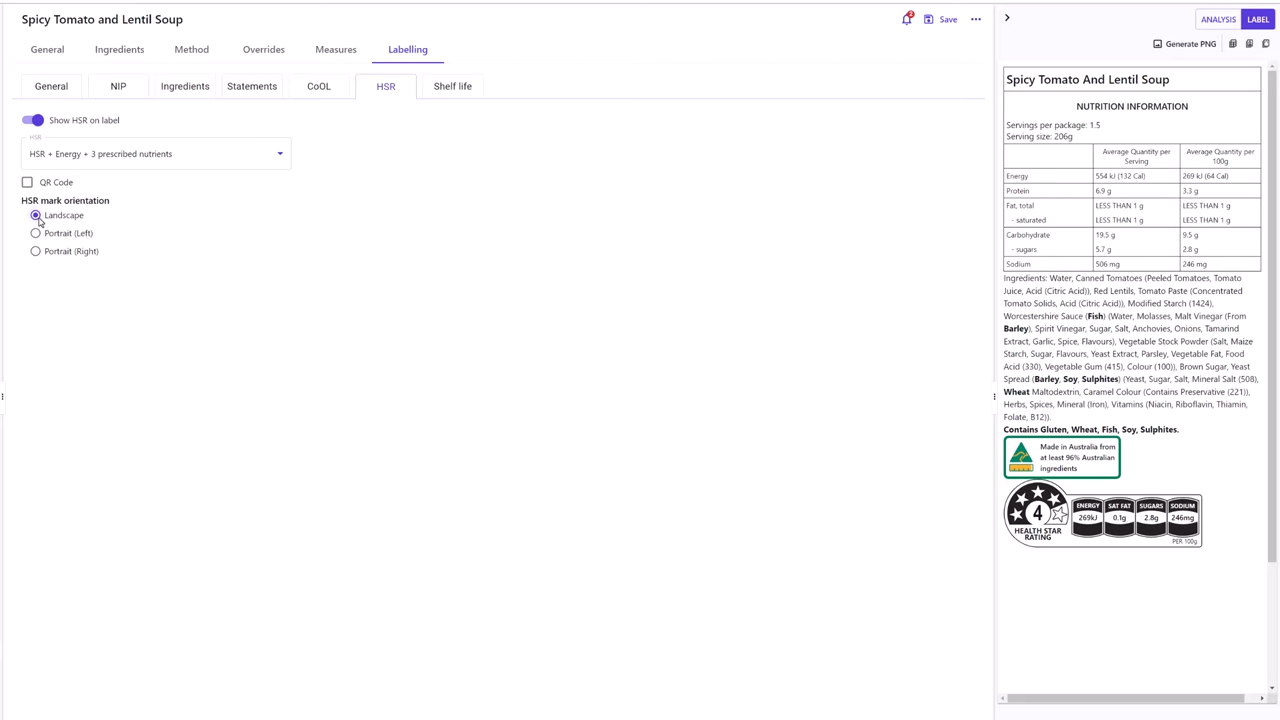 Spicy Tomato and Lentil Soup
2
Save
General
Ingredients
Method
Overrides
Measures
Labelling
General
NIP
Ingredients
Statements
CoOL
HSR
Shelf life
Show HSR on label
HSR
HSR + Energy + 3 prescribed nutrients
QR Code
HSR mark orientation
Landscape
Portrait (Left)
Portrait (Right)
ANALYSIS
LABEL
Generate PNG
Spicy Tomato And Lentil Soup
NUTRITION INFORMATION
Servings per package: 1.5
Serving size: 206g
Average Quantity per Serving
Average Quantity per 100g
Energy 554 kJ (132 Cal) 269 kJ (64 Cal)
Protein 6.9 g 3.3 g
Fat, total LESS THAN 1 g LESS THAN 1 g
- saturated LESS THAN 1 g LESS THAN 1 g
Carbohydrate 19.5 g 9.5 g
- sugars 5.7 g 2.8 g
Sodium 506 mg 246 mg
Ingredients: Water, Canned Tomatoes (Peeled Tomatoes, Tomato
Juice, Acid (Citric Acid)), Red Lentils, Tomato Paste (Concentrated
Tomato Solids, Acid (Citric Acid)), Modified Starch (1424),
Worcestershire Sauce (Fish) (Water, Molasses, Malt Vinegar (From
Barley), Spirit Vinegar, Sugar, Salt, Anchovies, Onions, Tamarind
Extract, Garlic, Spice, Flavours), Vegetable Stock Powder (Salt, Maize
Starch, Sugar, Flavours, Yeast Extract, Parsley, Vegetable Fat, Food
Acid (330), Vegetable Gum (415), Colour (100)), Brown Sugar, Yeast
Spread (Barley, Soy, Sulphites) (Yeast, Sugar, Salt, Mineral Salt (508),
Wheat Maltodextrin, Caramel Colour (Contains Preservative (221)),
Herbs, Spices, Mineral (Iron), Vitamins (Niacin, Riboflavin, Thiamin,
Folate, B12)).
Contains Gluten, Wheat, Fish, Soy, Sulphites.
Made in Australia from
at least 96% Australian
ingredients
4
HEALTH STAR
RATING
ENERGY SAT FAT SUGARS SODIUM
269kJ 0.1g 2.8g 246mg
PER 100g